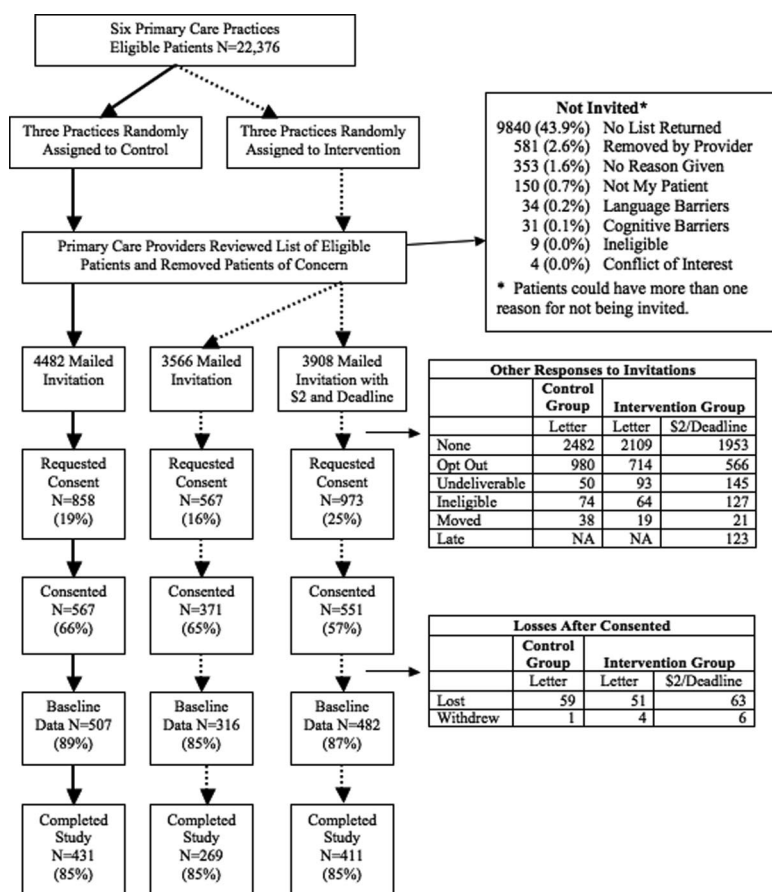 Six Primary Care Practices
Eligible Patients N=22,376
Three Practices Randomly
Assigned to Control
Three Practices Randomly
Assigned to Intervention
Not Invited*
9840 (43.9%) No List Returned
581 (2.6%) Removed by Provider
353 (1.6%) No Reason Given
150 (0.7%) Not My Patient
34 (0.2%) Language Barriers
31 (0.1%) Cognitive Barriers
9 (0.0%) Ineligible
4 (0.0%) Conflict of Interest
* Patients could have more than one
reason for not being invited.
Primary Care Providers Reviewed List of Eligible
Patients and Removed Patients of Concern
4482 Mailed
Invitation
3566 Mailed
Invitation
3908 Mailed
Invitation with
$2 and Deadline
Other Responses to Invitations
Control
Group
Intervention Group
Letter Letter $2/Deadline
None 2482 2109 1953
Opt Out 980 714 566
Undeliverable 50 93 145
Ineligible 74 64 127
Moved 38 19 21
Late NA NA 123
Requested
Consent
N=858
(19%)
Requested
Consent
N=567
(16%)
Requested
Consent
N=973
(25%)
Consented
N=567
(66%)
Consented
N=371
(65%)
Consented
N=551
(57%)
Losses After Consented
Control
Group
Intervention Group
Letter Letter $2/Deadline
Lost 59 51 63
Withdrew 1 4 6
Baseline
Data N=507
(89%)
Baseline
Data N=316
(85%)
Baseline
Data N=482
(87%)
Completed
Study
N=431
(85%)
Completed
Study
N=269
(85%)
Completed
Study
N=411
(85%)